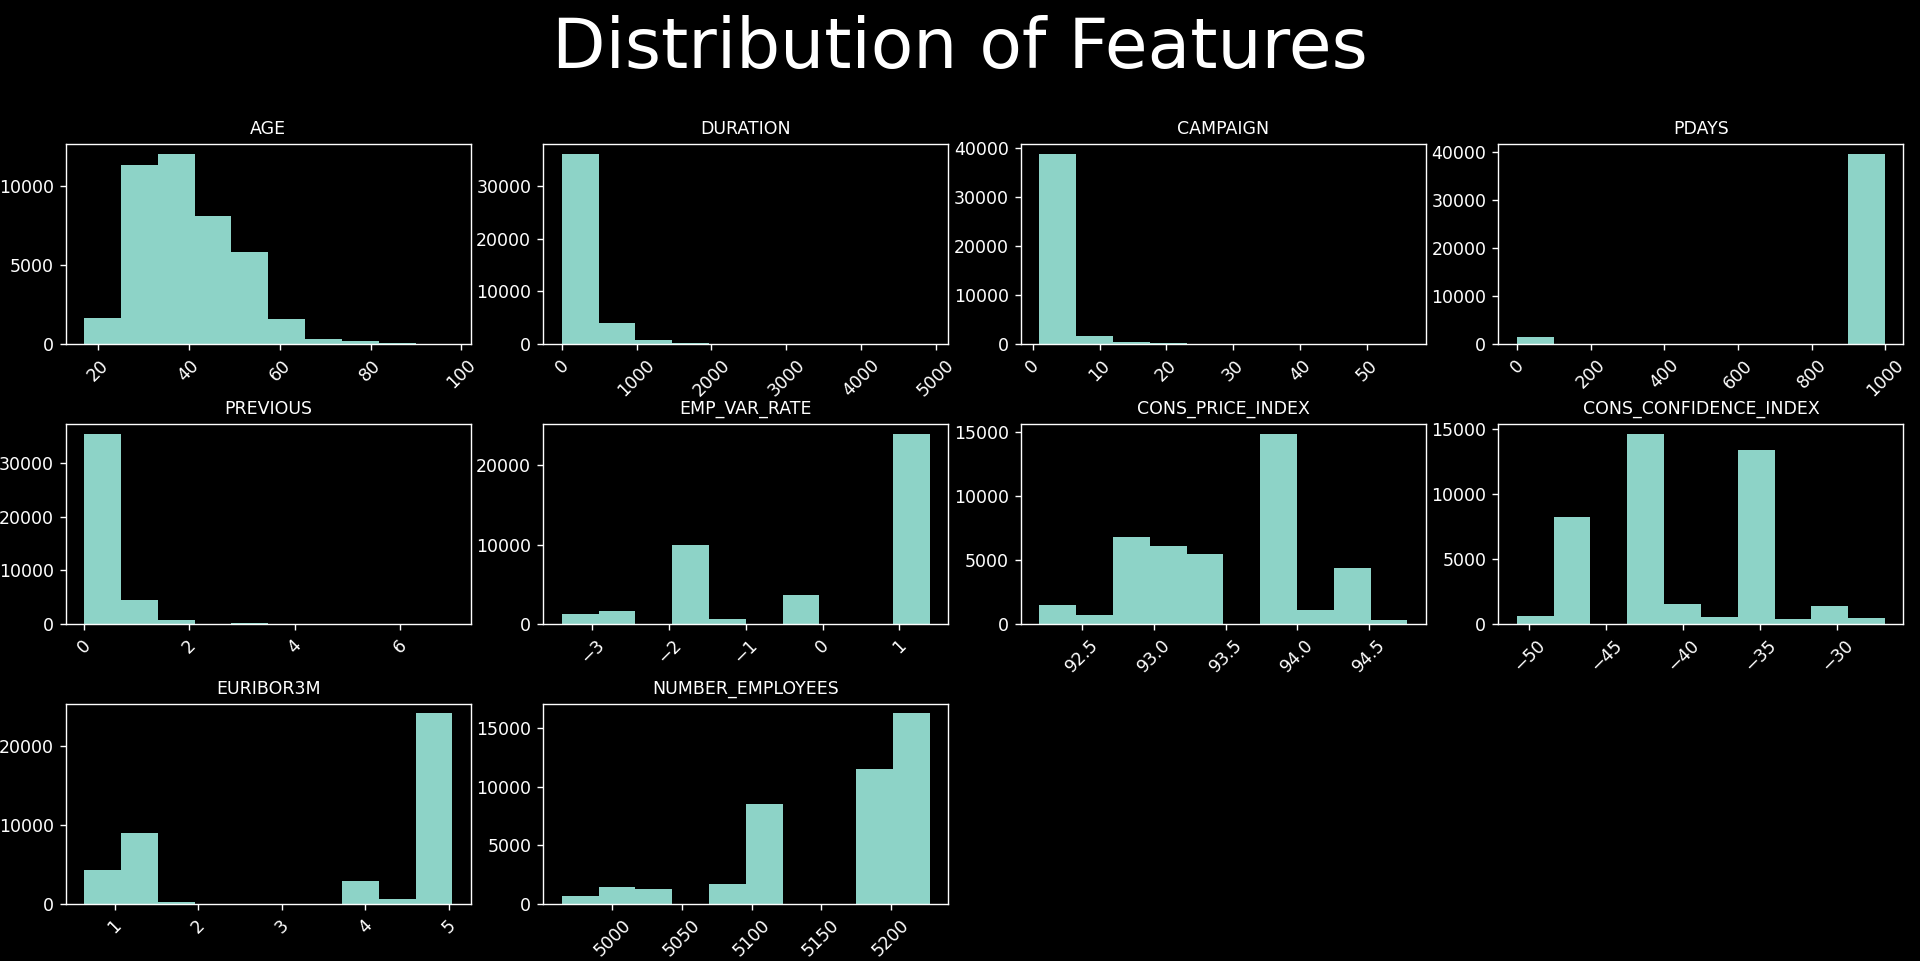 Distribution of Features
AGE
10000
5000
0
20 40 60 80 100
DURATION
30000
20000
10000
0
0 1000 2000 3000 4000 5000
CAMPAIGN
40000
30000
20000
10000
0
0 10 20 30 40 50
PDAYS
40000
30000
20000
10000
0
0 200 400 600 800 1000
PREVIOUS
30000
20000
10000
0
0 2 4 6
EMP_VAR_RATE
20000
10000
0
−3 −2 −1 0 1
CONS_PRICE_INDEX
15000
10000
5000
0
92.5 93.0 93.5 94.0 94.5
CONS_CONFIDENCE_INDEX
15000
10000
5000
0
−50 −45 −40 −35 −30
EURIBOR3M
20000
10000
0
1 2 3 4 5
NUMBER_EMPLOYEES
15000
10000
5000
0
5000 5050 5100 5150 5200